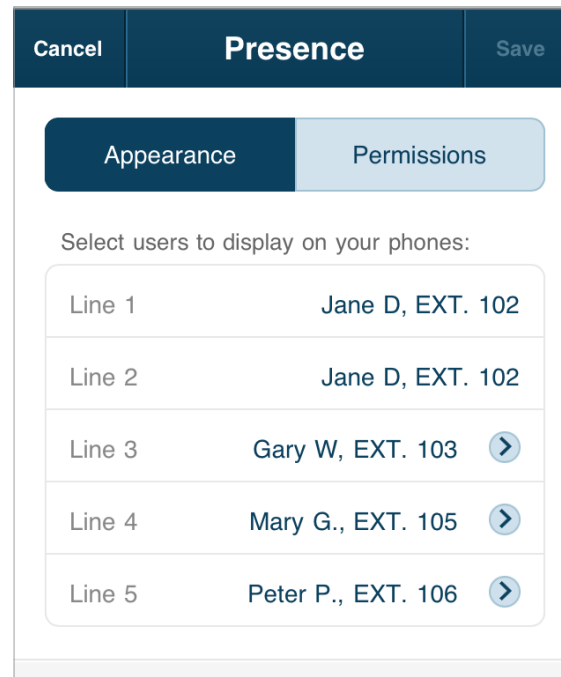 Cancel Presence Save
Appearance Permissions
Select users to display on your phones:
Line 1 Jane D, EXT. 102
Line 2 Jane D, EXT. 102
Line 3 Gary W, EXT. 103
Line 4 Mary G., EXT. 105
Line 5 Peter P., EXT. 106